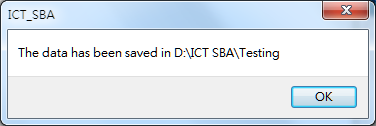 ICT_SBA
The data has been saved in D:\ICT SBA\Testing
OK